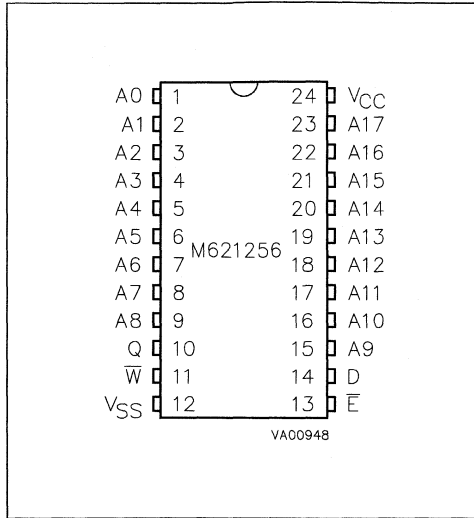 A0 1 24 VCC
A1 2 23 A17
A2 3 22 A16
A3 4 21 A15
A4 5 20 A14
A5 6 19 A13
M621256
A6 7 18 A12
A7 8 17 A11
A8 9 16 A10
Q 10 15 A9
W̅ 11 14 D
VSS 12 13 E̅
VA00948